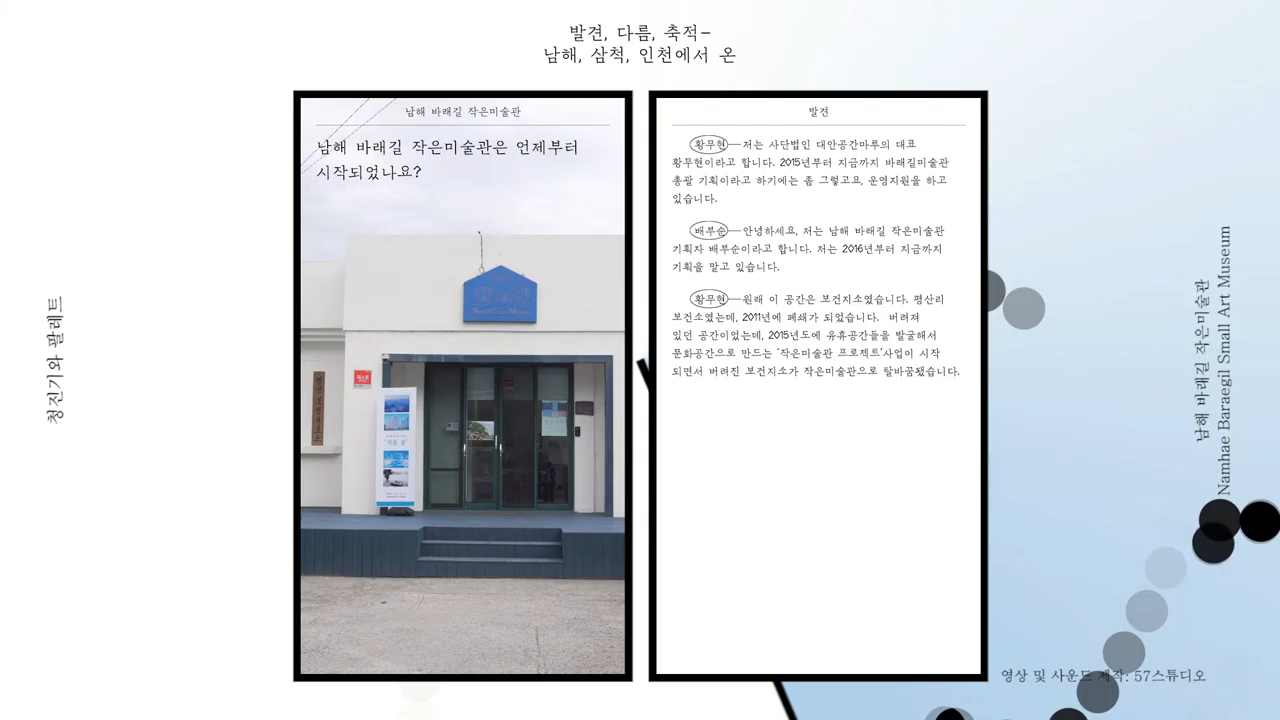 발견, 다름, 축적-
남해, 삼척, 인천에서 온
청진기와 팔레트
남해 바래길 작은미술관
남해 바래길 작은미술관은 언제부터
시작되었나요?
발견
황무현—저는 사단법인 대안공간마루의 대표
황무현이라고 합니다. 2015년부터 지금까지 바래길미술관
총괄 기획이라고 하기에는 좀 그렇고요, 운영지원을 하고
있습니다.
배부순—안녕하세요, 저는 남해 바래길 작은미술관
기획자 배부순이라고 합니다. 저는 2016년부터 지금까지
기획을 맡고 있습니다.
황무현—원래 이 공간은 보건지소였습니다. 평산리
보건소였는데, 2011년에 폐쇄가 되었습니다. 버려져
있던 공간이었는데, 2015년도에 유휴공간들을 발굴해서
문화공간으로 만드는 '작은미술관 프로젝트'사업이 시작
되면서 버려진 보건지소가 작은미술관으로 탈바꿈됐습니다.
남해 바래길 작은미술관
Namhae Baraegil Small Art Museum
영상 및 사운드 제작: 57스튜디오